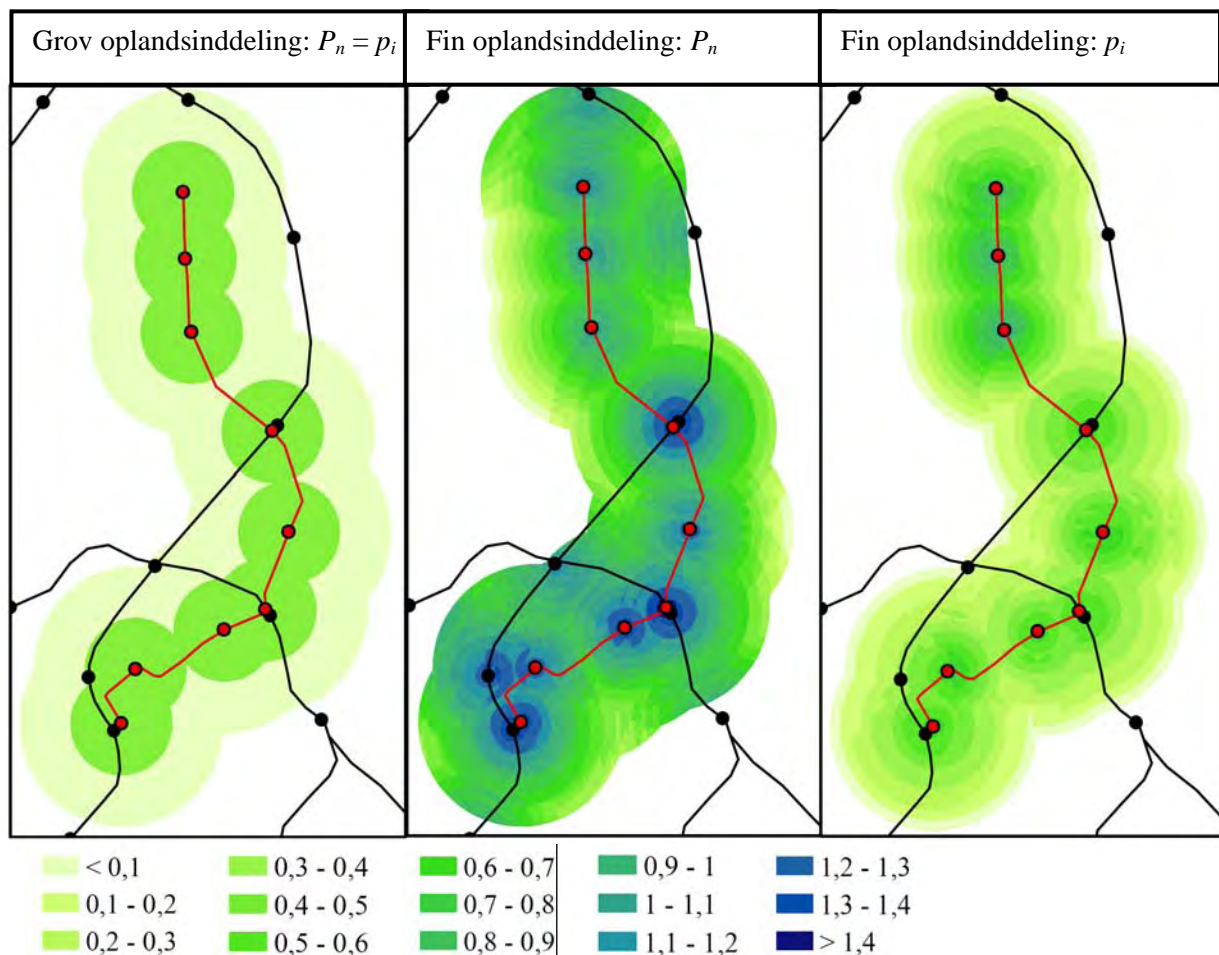 Grov oplandsinddeling: Pn = pi
Fin oplandsinddeling: Pn
Fin oplandsinddeling: pi
< 0,1
0,1 - 0,2
0,2 - 0,3
0,3 - 0,4
0,4 - 0,5
0,5 - 0,6
0,6 - 0,7
0,7 - 0,8
0,8 - 0,9
0,9 - 1
1 - 1,1
1,1 - 1,2
1,2 - 1,3
1,3 - 1,4
> 1,4